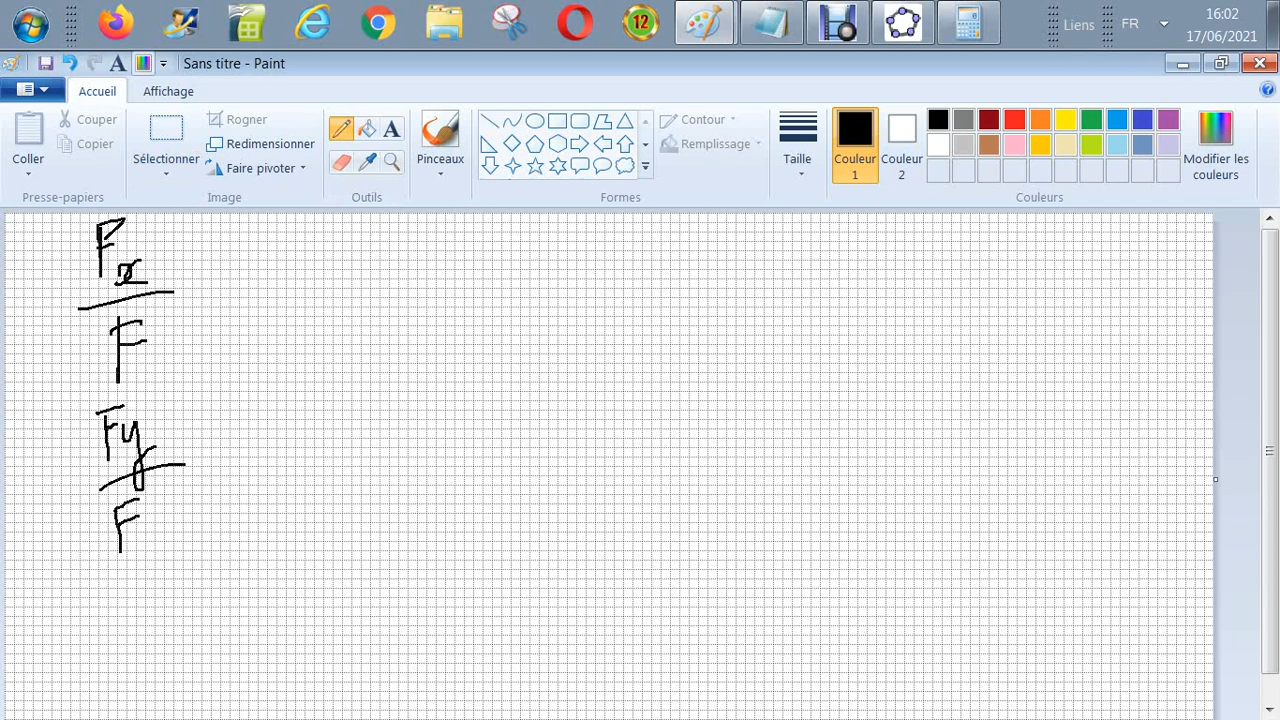 12
Liens
FR
16:02
17/06/2021
Sans titre - Paint
Accueil
Affichage
Coller
Couper
Copier
Presse-papiers
Sélectionner
Rogner
Redimensionner
Faire pivoter
Image
A
Outils
Pinceaux
Contour
Remplissage
Formes
Taille
Couleur 1
Couleur 2
Modifier les couleurs
Couleurs
Fx
F
Fy
F